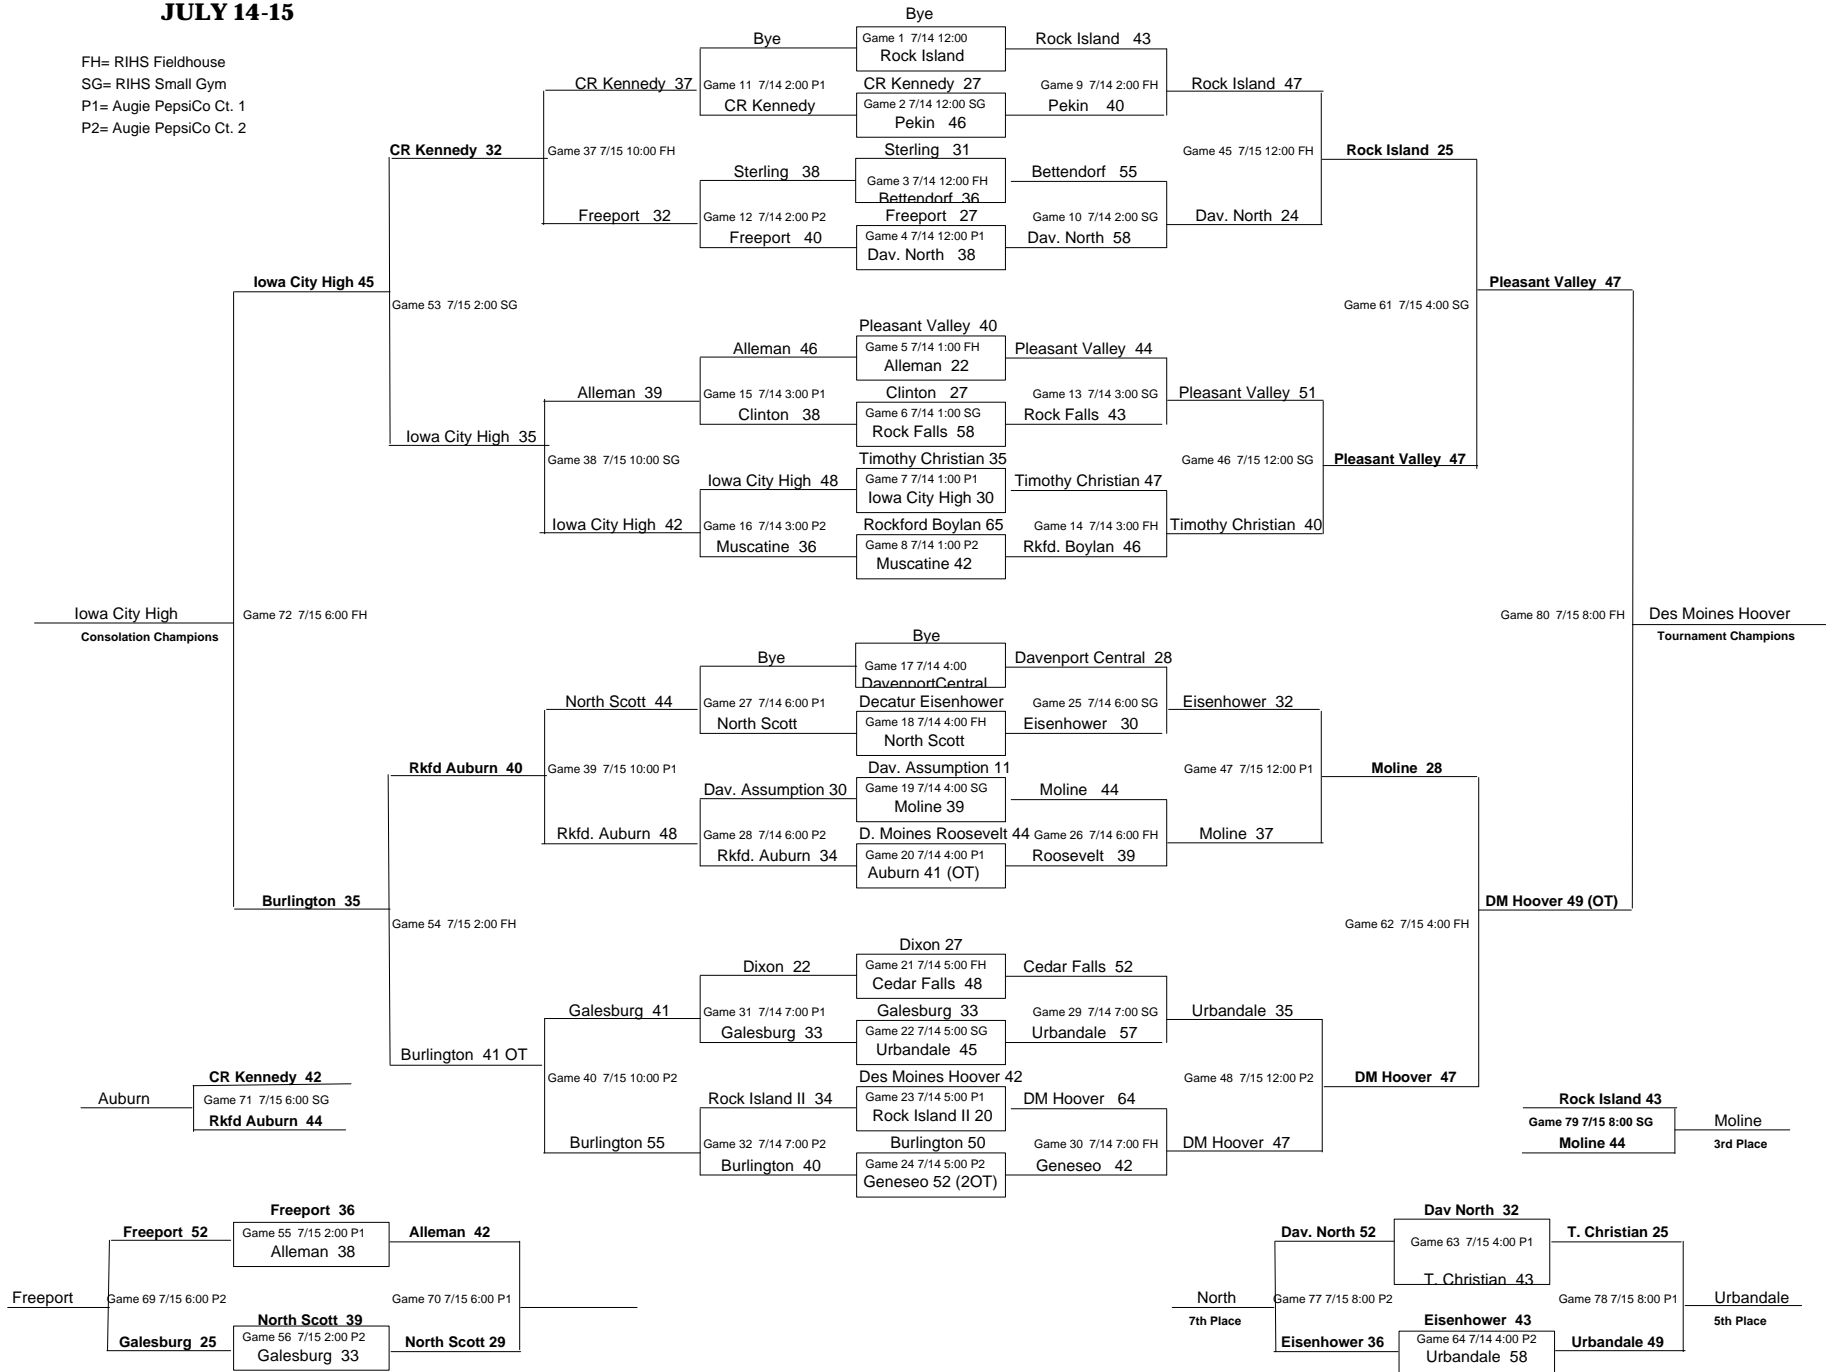 JULY 14-15
FH= RIHS Fieldhouse
SG= RIHS Small Gym
P1= Augie PepsiCo Ct. 1
P2= Augie PepsiCo Ct. 2
Bye
Bye
Game 1 7/14 12:00
Rock Island 43
Rock Island
CR Kennedy 37
Game 11 7/14 2:00 P1
CR Kennedy 27
Game 9 7/14 2:00 FH
Rock Island 47
CR Kennedy
Game 2 7/14 12:00 SG
Pekin 40
Pekin 46
CR Kennedy 32
Game 37 7/15 10:00 FH
Sterling 31
Game 45 7/15 12:00 FH
Rock Island 25
Sterling 38
Game 3 7/14 12:00 FH
Bettendorf 55
Bettendorf 36
Freeport 32
Game 12 7/14 2:00 P2
Freeport 27
Game 10 7/14 2:00 SG
Dav. North 24
Freeport 40
Game 4 7/14 12:00 P1
Dav. North 58
Dav. North 38
Iowa City High 45
Pleasant Valley 47
Game 53 7/15 2:00 SG
Game 61 7/15 4:00 SG
Pleasant Valley 40
Alleman 46
Game 5 7/14 1:00 FH
Pleasant Valley 44
Alleman 22
Alleman 39
Game 15 7/14 3:00 P1
Clinton 27
Game 13 7/14 3:00 SG
Pleasant Valley 51
Clinton 38
Game 6 7/14 1:00 SG
Rock Falls 43
Rock Falls 58
Iowa City High 35
Game 38 7/15 10:00 SG
Timothy Christian 35
Game 46 7/15 12:00 SG
Pleasant Valley 47
Iowa City High 48
Game 7 7/14 1:00 P1
Timothy Christian 47
Iowa City High 30
Iowa City High 42
Game 16 7/14 3:00 P2
Rockford Boylan 65
Game 14 7/14 3:00 FH
Timothy Christian 40
Muscatine 36
Game 8 7/14 1:00 P2
Rkfd. Boylan 46
Muscatine 42
Iowa City High
Game 72 7/15 6:00 FH
Game 80 7/15 8:00 FH
Des Moines Hoover
Consolation Champions
Tournament Champions
Bye
Bye
Game 17 7/14 4:00
Davenport Central 28
DavenportCentral
North Scott 44
Game 27 7/14 6:00 P1
Decatur Eisenhower
Game 25 7/14 6:00 SG
Eisenhower 32
North Scott
Game 18 7/14 4:00 FH
Eisenhower 30
North Scott
Rkfd Auburn 40
Game 39 7/15 10:00 P1
Dav. Assumption 11
Game 47 7/15 12:00 P1
Moline 28
Dav. Assumption 30
Game 19 7/14 4:00 SG
Moline 44
Moline 39
Rkfd. Auburn 48
Game 28 7/14 6:00 P2
D. Moines Roosevelt 44
Game 26 7/14 6:00 FH
Moline 37
Rkfd. Auburn 34
Game 20 7/14 4:00 P1
Roosevelt 39
Auburn 41 (OT)
Burlington 35
DM Hoover 49 (OT)
Game 54 7/15 2:00 FH
Game 62 7/15 4:00 FH
Dixon 27
Dixon 22
Game 21 7/14 5:00 FH
Cedar Falls 52
Cedar Falls 48
Galesburg 41
Game 31 7/14 7:00 P1
Galesburg 33
Game 29 7/14 7:00 SG
Urbandale 35
Galesburg 33
Game 22 7/14 5:00 SG
Urbandale 57
Urbandale 45
Burlington 41 OT
Game 40 7/15 10:00 P2
Des Moines Hoover 42
Game 48 7/15 12:00 P2
DM Hoover 47
Rock Island II 34
Game 23 7/14 5:00 P1
DM Hoover 64
Rock Island II 20
Burlington 55
Game 32 7/14 7:00 P2
Burlington 50
Game 30 7/14 7:00 FH
DM Hoover 47
Burlington 40
Game 24 7/14 5:00 P2
Geneseo 42
Geneseo 52 (2OT)
CR Kennedy 42
Auburn
Game 71 7/15 6:00 SG
Rkfd Auburn 44
Rock Island 43
Game 79 7/15 8:00 SG
Moline
Moline 44
3rd Place
Freeport 36
Freeport 52
Game 55 7/15 2:00 P1
Alleman 42
Alleman 38
Freeport
Game 69 7/15 6:00 P2
Game 70 7/15 6:00 P1
North Scott 39
Galesburg 25
Game 56 7/15 2:00 P2
North Scott 29
Galesburg 33
Dav North 32
Dav. North 52
Game 63 7/15 4:00 P1
T. Christian 25
T. Christian 43
North
Game 77 7/15 8:00 P2
Game 78 7/15 8:00 P1
Urbandale
7th Place
5th Place
Eisenhower 43
Eisenhower 36
Game 64 7/14 4:00 P2
Urbandale 49
Urbandale 58